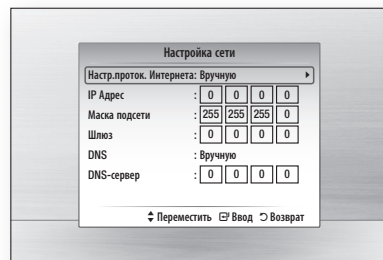 Настройка сети
Настр.проток. Интернета: Вручную
IP Адрес : 0 0 0 0
Маска подсети : 255 255 255 0
Шлюз : 0 0 0 0
DNS : Вручную
DNS-сервер : 0 0 0 0
Переместить Ввод Возврат